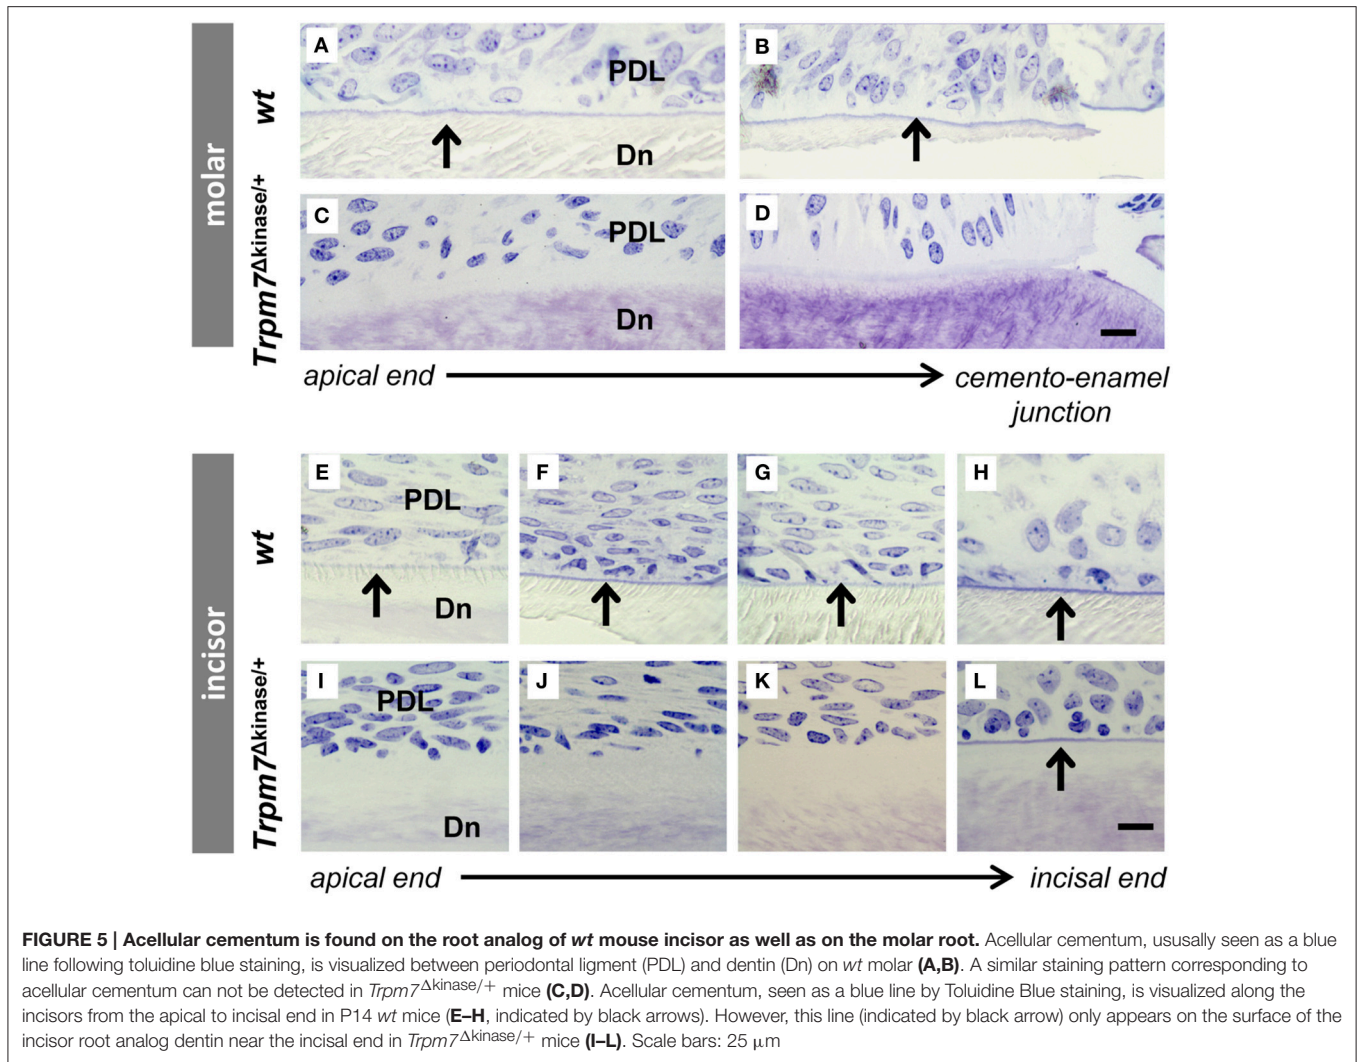 molar
wt
Trpm7Δkinase/+
A
PDL
Dn
B
C
PDL
Dn
D
apical end
cemento-enamel
junction
incisor
wt
Trpm7Δkinase/+
E
PDL
Dn
F
G
H
I
PDL
Dn
J
K
L
apical end
incisal end
FIGURE 5 | Acellular cementum is found on the root analog of wt mouse incisor as well as on the molar root. Acellular cementum, ususally seen as a blue
line following toluidine blue staining, is visualized between periodontal ligment (PDL) and dentin (Dn) on wt molar (A,B). A similar staining pattern corresponding to
acellular cementum can not be detected in Trpm7Δkinase/+ mice (C,D). Acellular cementum, seen as a blue line by Toluidine Blue staining, is visualized along the
incisors from the apical to incisal end in P14 wt mice (E–H, indicated by black arrows). However, this line (indicated by black arrow) only appears on the surface of the
incisor root analog dentin near the incisal end in Trpm7Δkinase/+ mice (I–L). Scale bars: 25 μm